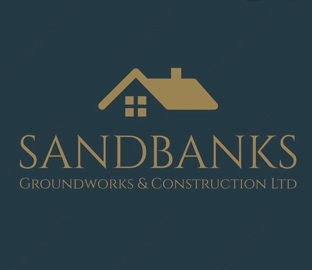 SANDBANKS
GROUNDWORKS & CONSTRUCTION LTD